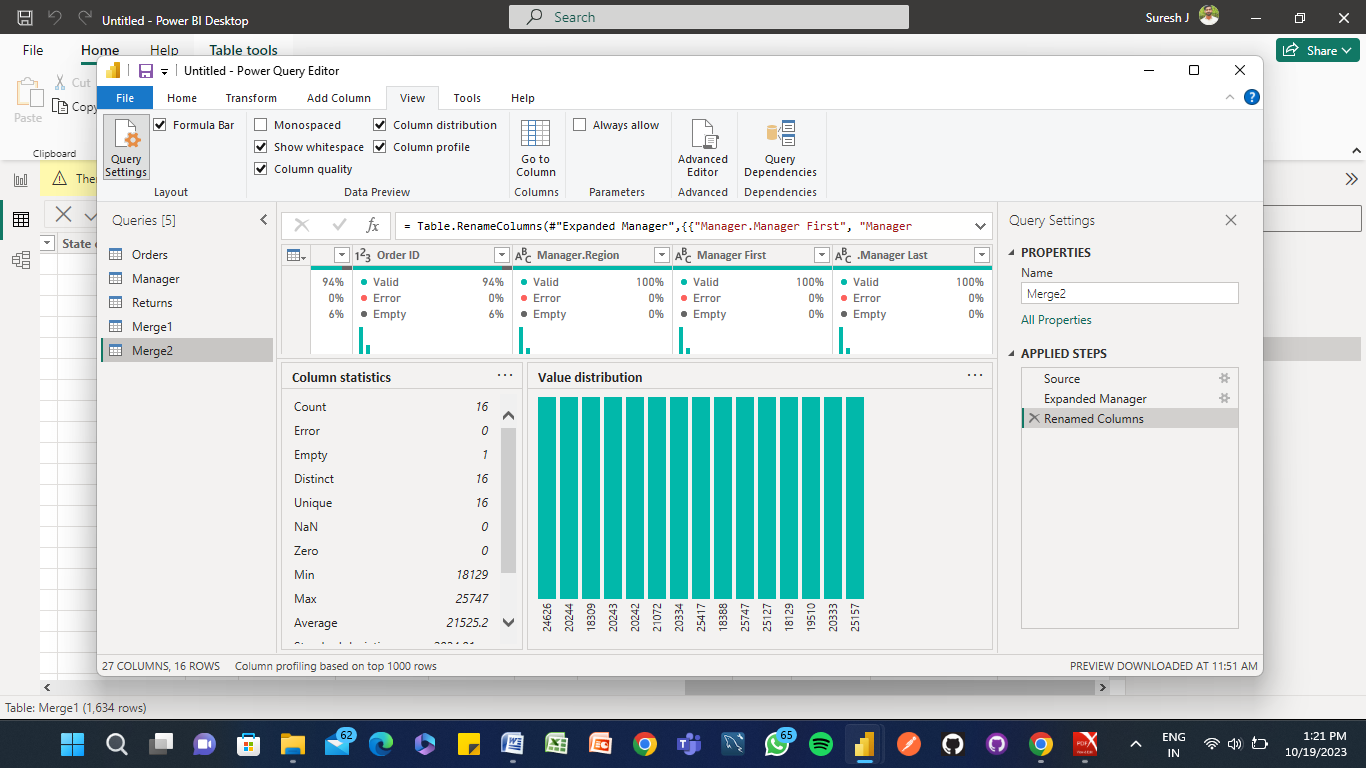 Untitled - Power BI Desktop
Search
Suresh J
File Home Help Table tools
Share
Paste
Cut
Copy
Clipboard
State
Table: Merge1 (1,634 rows)
Untitled - Power Query Editor
File Home Transform Add Column View Tools Help
Query Settings
Formula Bar
Layout
Monospaced
Show whitespace
Column quality
Column distribution
Column profile
Data Preview
Go to Column
Columns
Always allow
Parameters
Advanced Editor
Advanced
Query Dependencies
Dependencies
Queries [5]
Orders
Manager
Returns
Merge1
Merge2
fx
= Table.RenameColumns(#"Expanded Manager",{{"Manager.Manager First", "Manager
94%
0%
6%
123 Order ID
Valid 94%
Error 0%
Empty 6%
ABC Manager.Region
Valid 100%
Error 0%
Empty 0%
ABC Manager First
Valid 100%
Error 0%
Empty 0%
ABC .Manager Last
Valid 100%
Error 0%
Empty 0%
Column statistics
Count 16
Error 0
Empty 1
Distinct 16
Unique 16
NaN 0
Zero 0
Min 18129
Max 25747
Average 21525.2
Value distribution
24626 20244 18309 20243 20242 21072 20334 25417 18388 25747 25127 18129 19510 20333 25157
Query Settings
PROPERTIES
Name
Merge2
All Properties
APPLIED STEPS
Source
Expanded Manager
Renamed Columns
27 COLUMNS, 16 ROWS Column profiling based on top 1000 rows
PREVIEW DOWNLOADED AT 11:51 AM
62
65
ENG
IN
1:21 PM
10/19/2023